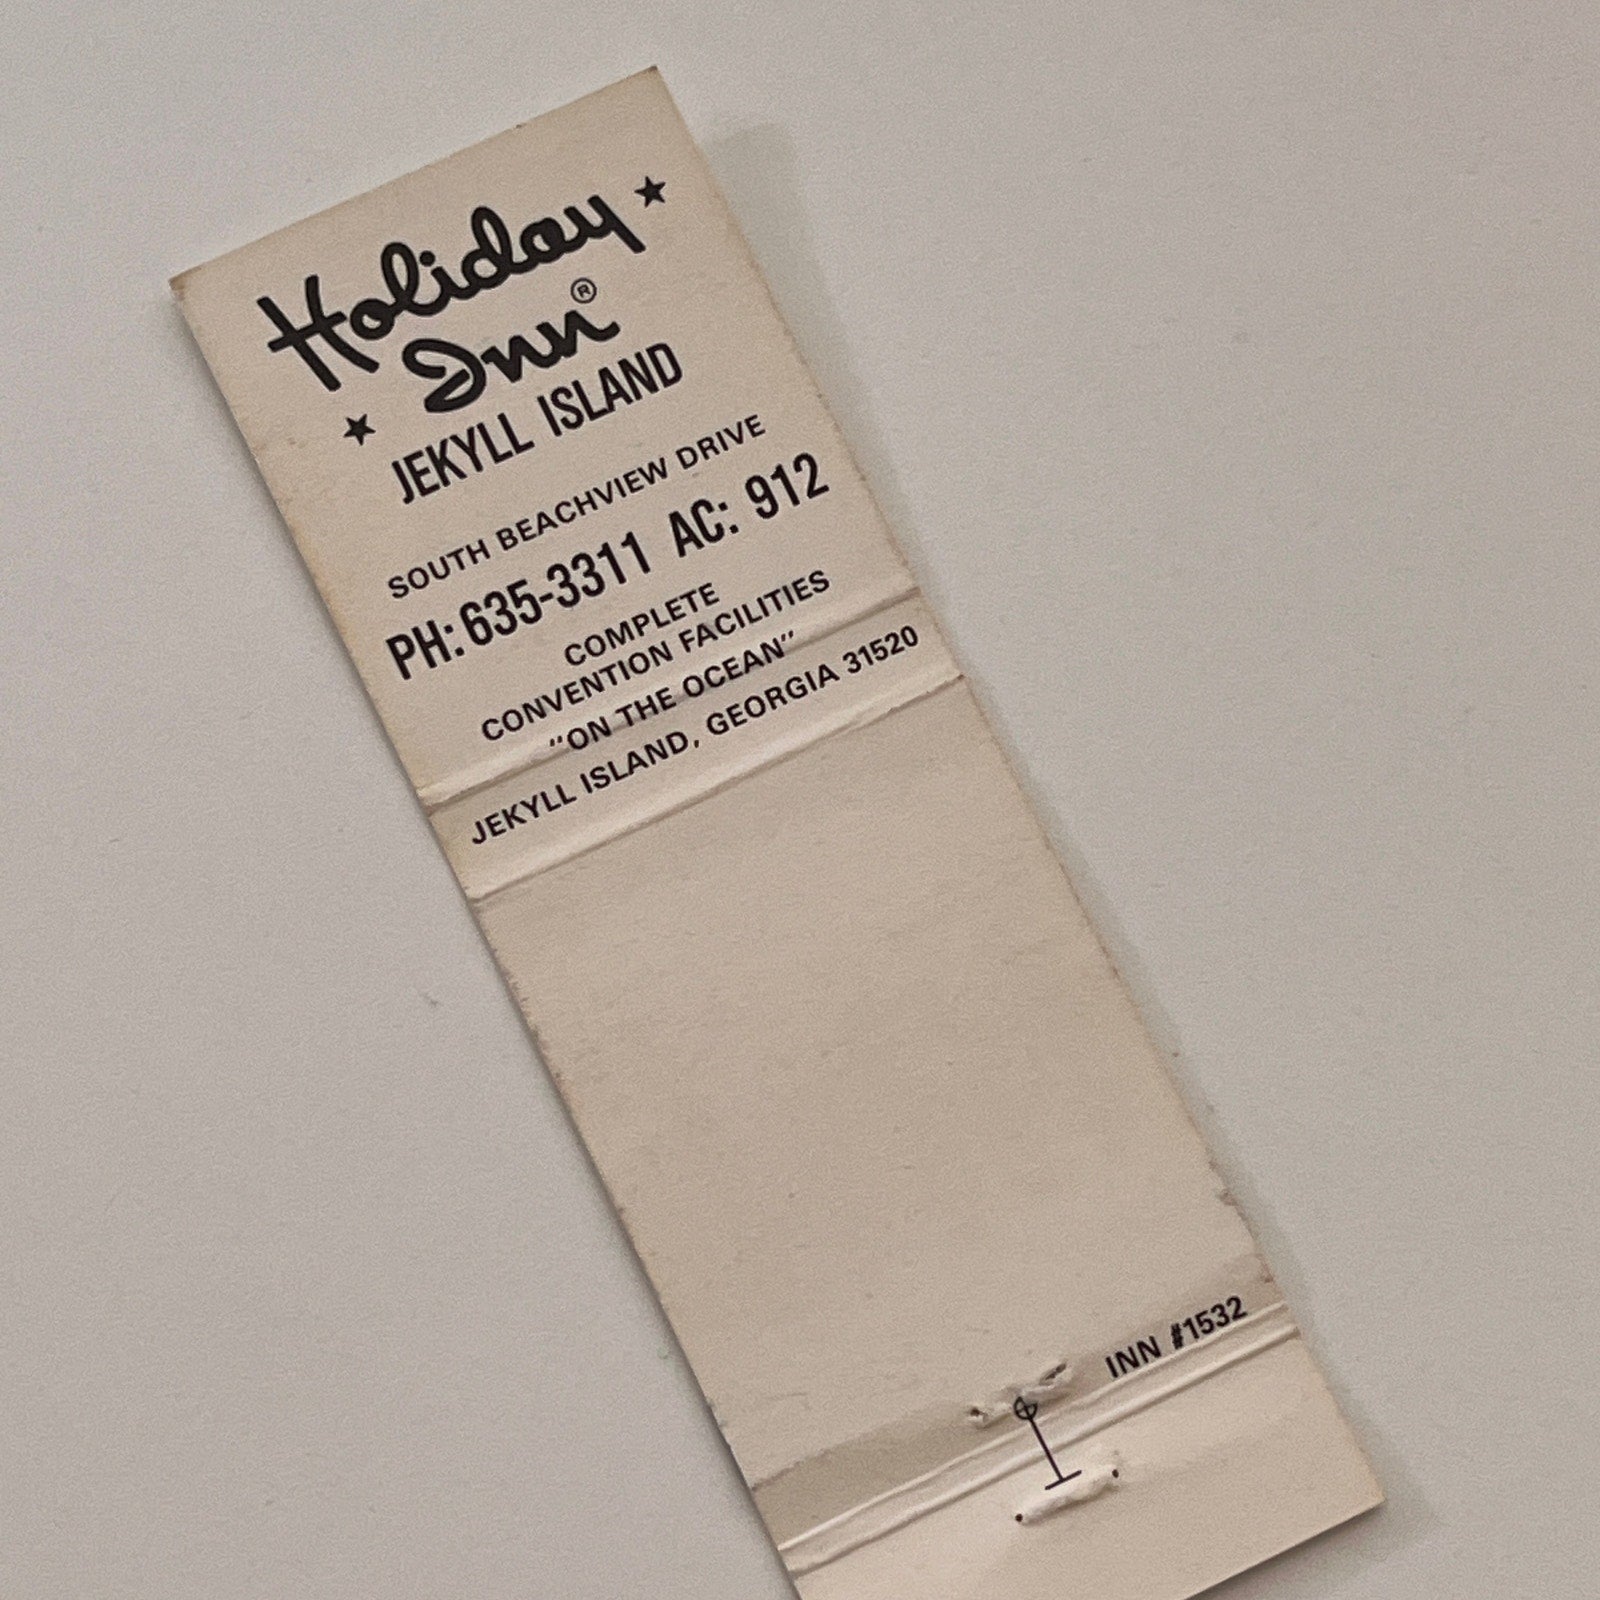 Holiday
Inn®
JEKYLL ISLAND
SOUTH BEACHVIEW DRIVE
PH: 635-3311 AC: 912
COMPLETE
CONVENTION FACILITIES
"ON THE OCEAN"
JEKYLL ISLAND, GEORGIA 31520
INN #1532